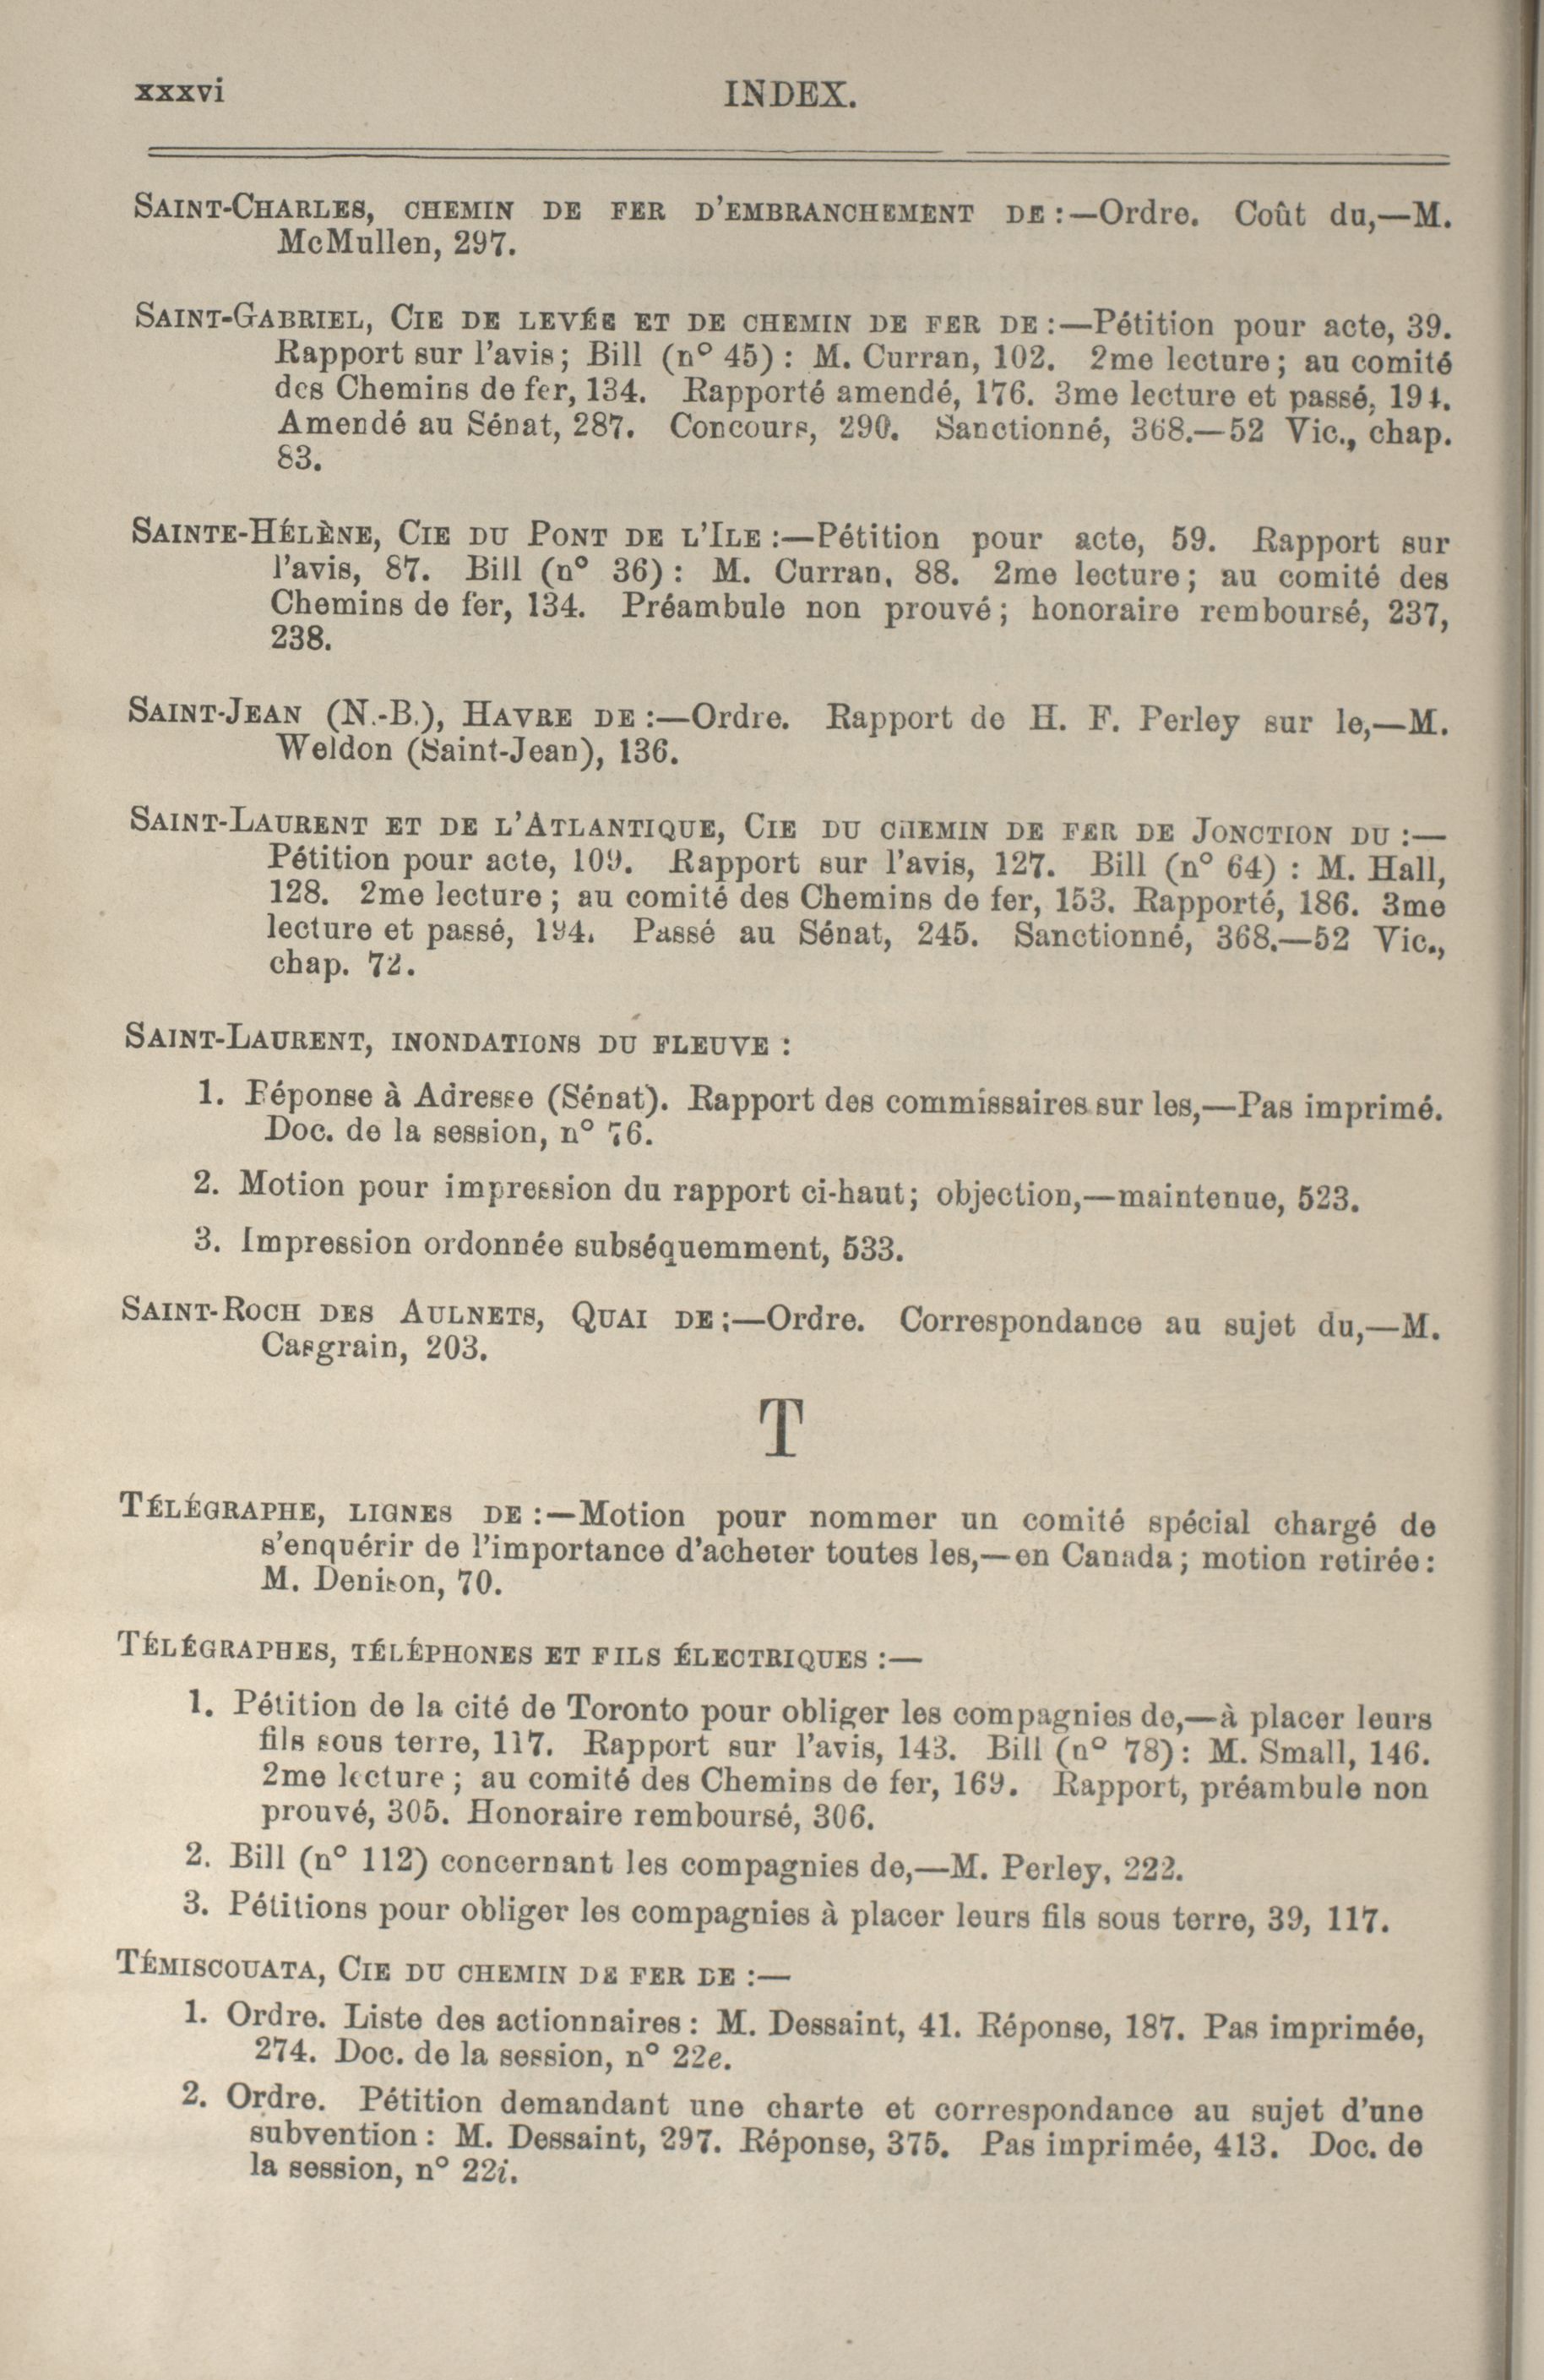 xxxvi
INDEX.
SAINT-CHARLES, CHEMIN DE FER D'EMBRANCHEMENT DE:—Ordre. Coût du,—M.
McMullen, 297.
SAINT-GABRIEL, CIE DE LEVÉE ET DE CHEMIN DE FER DE:—Pétition pour acte, 39.
Rapport sur l'avis; Bill (n° 45): M. Curran, 102. 2me lecture; au comité
des Chemins de fer, 134. Rapporté amendé, 176. 3me lecture et passé, 194.
Amendé au Sénat, 287. Concours, 290. Sanctionné, 368.—52 Vic., chap.
83.
SAINTE-HÉLÈNE, CIE DU PONT DE L'ILE:—Pétition pour acte, 59. Rapport sur
l'avis, 87. Bill (n° 36): M. Curran, 88. 2me lecture; au comité des
Chemins de fer, 134. Préambule non prouvé; honoraire remboursé, 237,
238.
SAINT-JEAN (N.-B.), HAVRE DE:—Ordre. Rapport de H. F. Perley sur le,—M.
Weldon (Saint-Jean), 136.
SAINT-LAURENT ET DE L'ATLANTIQUE, CIE DU CHEMIN DE FER DE JONCTION DU:—
Pétition pour acte, 109. Rapport sur l'avis, 127. Bill (n° 64): M. Hall,
128. 2me lecture; au comité des Chemins de fer, 153. Rapporté, 186. 3me
lecture et passé, 194. Passé au Sénat, 245. Sanctionné, 368.—52 Vic.,
chap. 72.
SAINT-LAURENT, INONDATIONS DU FLEUVE:
1. Réponse à Adresse (Sénat). Rapport des commissaires sur les,—Pas imprimé.
Doc. de la session, n° 76.
2. Motion pour impression du rapport ci-haut; objection,—maintenue, 523.
3. Impression ordonnée subséquemment, 533.
SAINT-ROCH DES AULNETS, QUAI DE:—Ordre. Correspondance au sujet du,—M.
Casgrain, 203.
T
TÉLÉGRAPHE, LIGNES DE:—Motion pour nommer un comité spécial chargé de
s'enquérir de l'importance d'acheter toutes les,—en Canada; motion retirée:
M. Denison, 70.
TÉLÉGRAPHES, TÉLÉPHONES ET FILS ÉLECTRIQUES:—
1. Pétition de la cité de Toronto pour obliger les compagnies de,—à placer leurs
fils sous terre, 117. Rapport sur l'avis, 143. Bill (n° 78): M. Small, 146.
2me lecture; au comité des Chemins de fer, 169. Rapport, préambule non
prouvé, 305. Honoraire remboursé, 306.
2. Bill (n° 112) concernant les compagnies de,—M. Perley, 222.
3. Pétitions pour obliger les compagnies à placer leurs fils sous terre, 39, 117.
TÉMISCOUATA, CIE DU CHEMIN DE FER DE:—
1. Ordre. Liste des actionnaires: M. Dessaint, 41. Réponse, 187. Pas imprimée,
274. Doc. de la session, n° 22e.
2. Ordre. Pétition demandant une charte et correspondance au sujet d'une
subvention: M. Dessaint, 297. Réponse, 375. Pas imprimée, 413. Doc. de
la session, n° 22i.